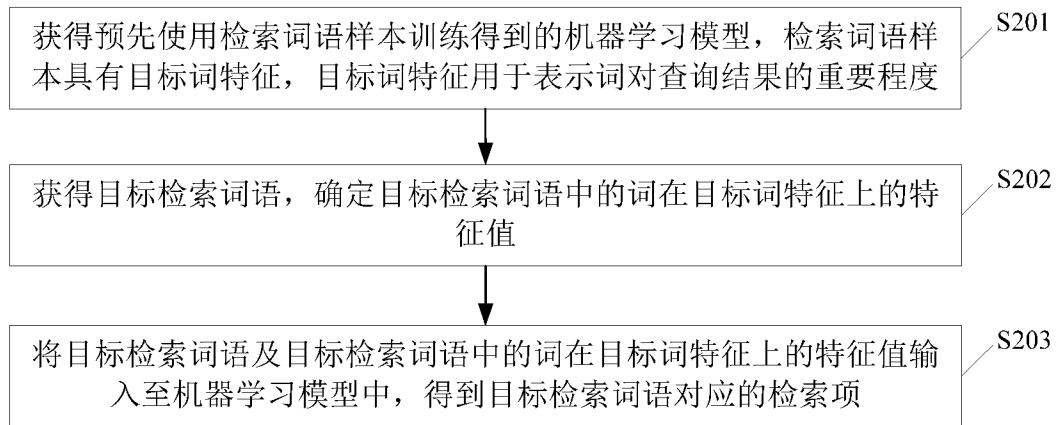 获得预先使用检索词语样本训练得到的机器学习模型，检索词语样
本具有目标词特征，目标词特征用于表示词对查询结果的重要程度
S201
获得目标检索词语，确定目标检索词语中的词在目标词特征上的特
征值
S202
将目标检索词语及目标检索词语中的词在目标词特征上的特征值输
入至机器学习模型中，得到目标检索词语对应的检索项
S203